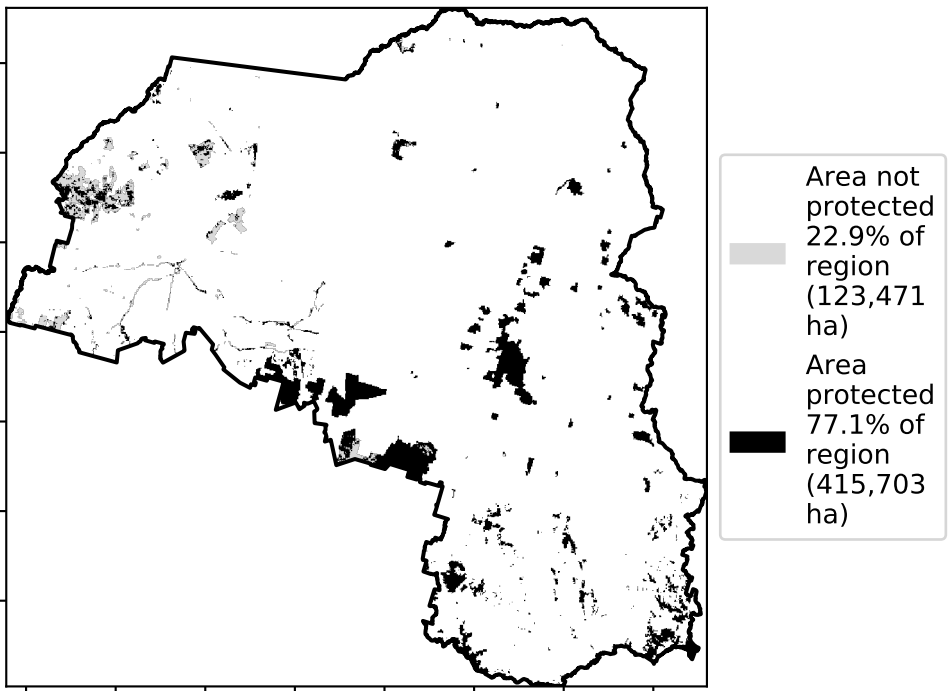 Area not
protected
22.9% of
region
(123,471
ha)
Area
protected
77.1% of
region
(415,703
ha)